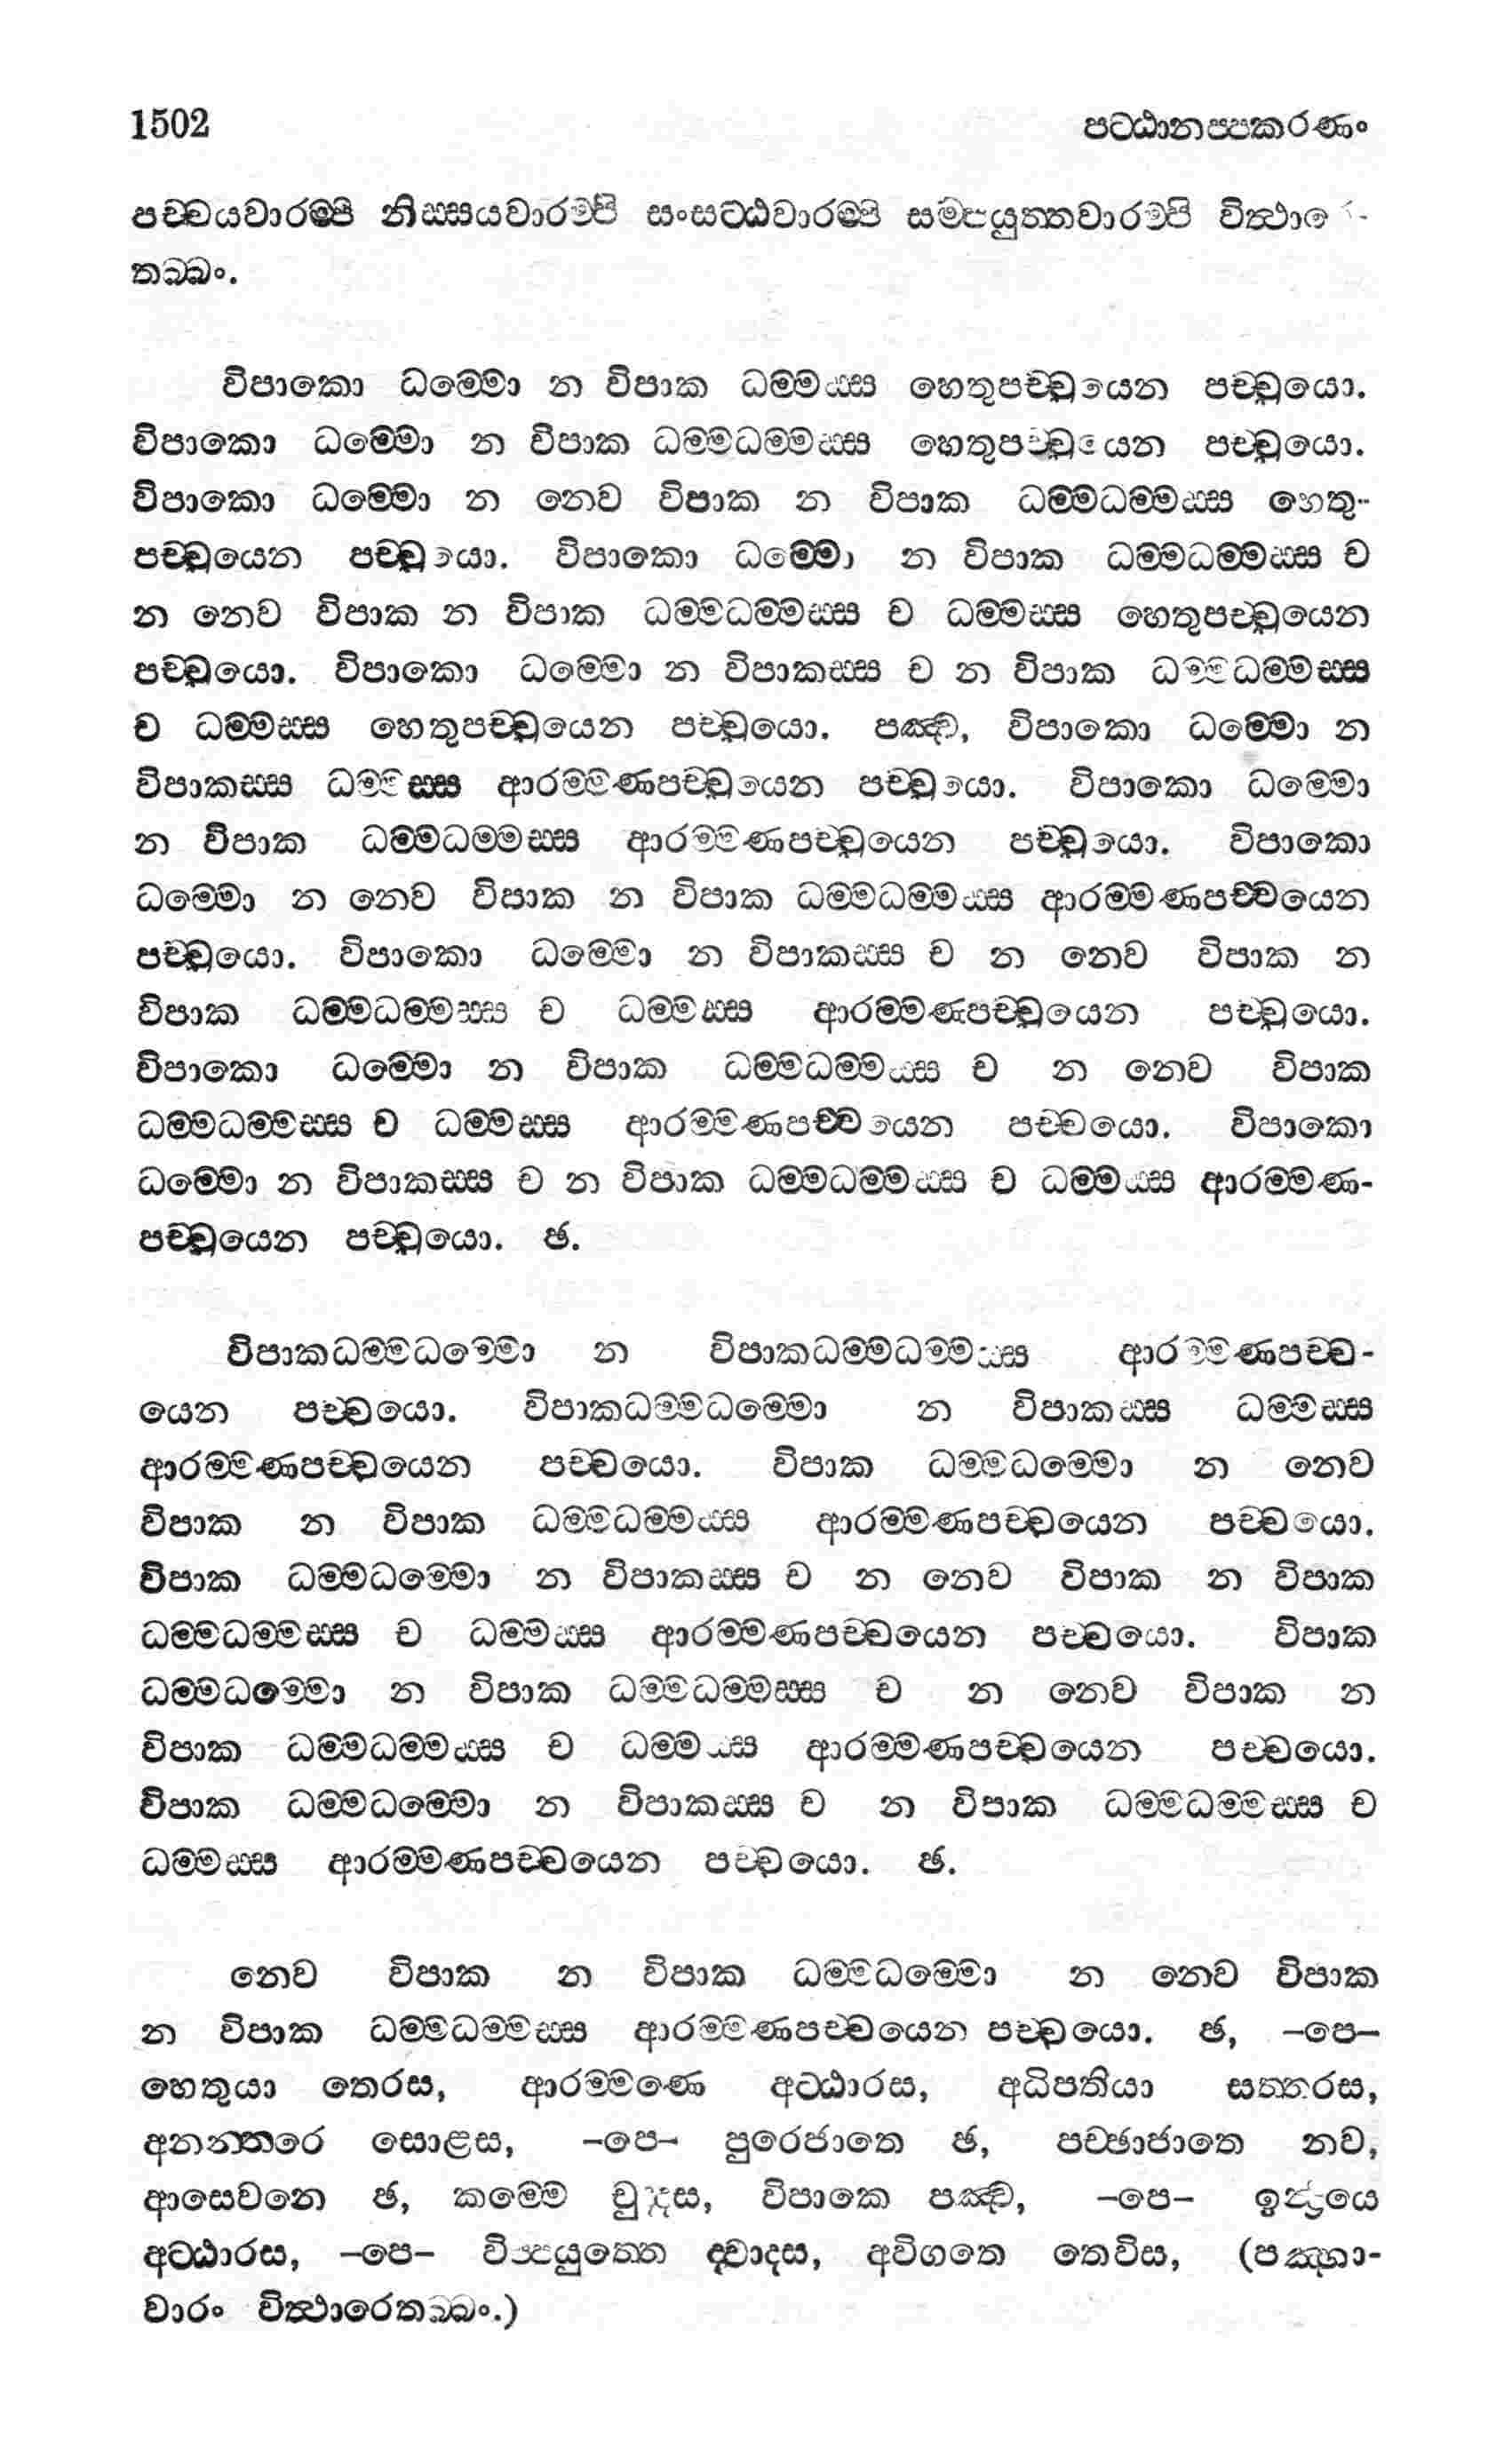 1502 පට්ඨානප්පකරණං
පච්චයවාරම්පි නිස්සයවාරම්පි සංසට්ඨවාරම්පි සම්පයුත්තවාරම්පි
තබ්බං.
විපාකො ධම්මො න විපාක ධම්මස්ස හෙතුපච්චයෙන පච්චයො.
විපාකො ධම්මො න විපාක ධම්මධම්මස්ස හෙතුපච්චයෙන පච්චයො.
විපාකො ධම්මො න නෙව විපාක න විපාක ධම්මධම්මස්ස හෙතු-
පච්චයෙන පච්චයො. විපාකො ධම්මො න විපාක ධම්මධම්මස්ස ච
න නෙව විපාක න විපාක ධම්මධම්මස්ස ච ධම්මස්ස හෙතුපච්චයෙන
පච්චයො. විපාකො ධම්මො න විපාකස්ස ච න විපාක ධම්මධම්මස්ස
ච ධම්මස්ස හෙතුපච්චයෙන පච්චයො. පඤ්ච, විපාකො ධම්මො න
විපාකස්ස ධම්මස්ස ආරම්මණපච්චයෙන පච්චයො. විපාකො ධම්මො
න විපාක ධම්මධම්මස්ස ආරම්මණපච්චයෙන පච්චයො. විපාකො
ධම්මො න නෙව විපාක න විපාක ධම්මධම්මස්ස ආරම්මණපච්චයෙන
පච්චයො. විපාකො ධම්මො න විපාකස්ස ච න නෙව විපාක න
විපාක ධම්මධම්මස්ස ච ධම්මස්ස ආරම්මණපච්චයෙන පච්චයො.
විපාකො ධම්මො න විපාක ධම්මධම්මස්ස ච න නෙව විපාක
ධම්මධම්මස්ස ච ධම්මස්ස ආරම්මණපච්චයෙන පච්චයො. විපාකො
ධම්මො න විපාකස්ස ච න විපාක ධම්මධම්මස්ස ච ධම්මස්ස ආරම්මණ-
පච්චයෙන පච්චයො. ඡ.
විපාකධම්මධම්මො න විපාකධම්මධම්මස්ස ආරම්මණපච්ච-
යෙන පච්චයො. විපාකධම්මධම්මො න විපාකස්ස ධම්මස්ස
ආරම්මණපච්චයෙන පච්චයො. විපාක ධම්මධම්මො න නෙව
විපාක න විපාක ධම්මධම්මස්ස ආරම්මණපච්චයෙන පච්චයො.
විපාක ධම්මධම්මො න විපාකස්ස ච න නෙව විපාක න විපාක
ධම්මධම්මස්ස ච ධම්මස්ස ආරම්මණපච්චයෙන පච්චයො. විපාක
ධම්මධම්මො න විපාක ධම්මධම්මස්ස ච න නෙව විපාක න
විපාක ධම්මධම්මස්ස ච ධම්මස්ස ආරම්මණපච්චයෙන පච්චයො.
විපාක ධම්මධම්මො න විපාකස්ස ච න විපාක ධම්මධම්මස්ස ච
ධම්මස්ස ආරම්මණපච්චයෙන පච්චයො. ඡ.
නෙව විපාක න විපාක ධම්මධම්මො න නෙව විපාක
න විපාක ධම්මධම්මස්ස ආරම්මණපච්චයෙන පච්චයො. ඡ, –පෙ–
හෙතුයා තෙරස, ආරම්මණෙ අට්ඨාරස, අධිපතියා සත්තරස,
අනන්තරෙ සොළස, –පෙ– පුරෙජාතෙ ඡ, පච්ඡාජාතෙ නව,
ආසෙවනෙ ඡ, කම්මෙ චුද්දස, විපාකෙ පඤ්ච, –පෙ– ඉන්ද්‍රියෙ
අට්ඨාරස, –පෙ– විප්පයුත්තෙ ද්වාදස, අවිගතෙ තෙවිස, (පඤ්හා-
වාරං විත්ථාරෙතබ්බං.)